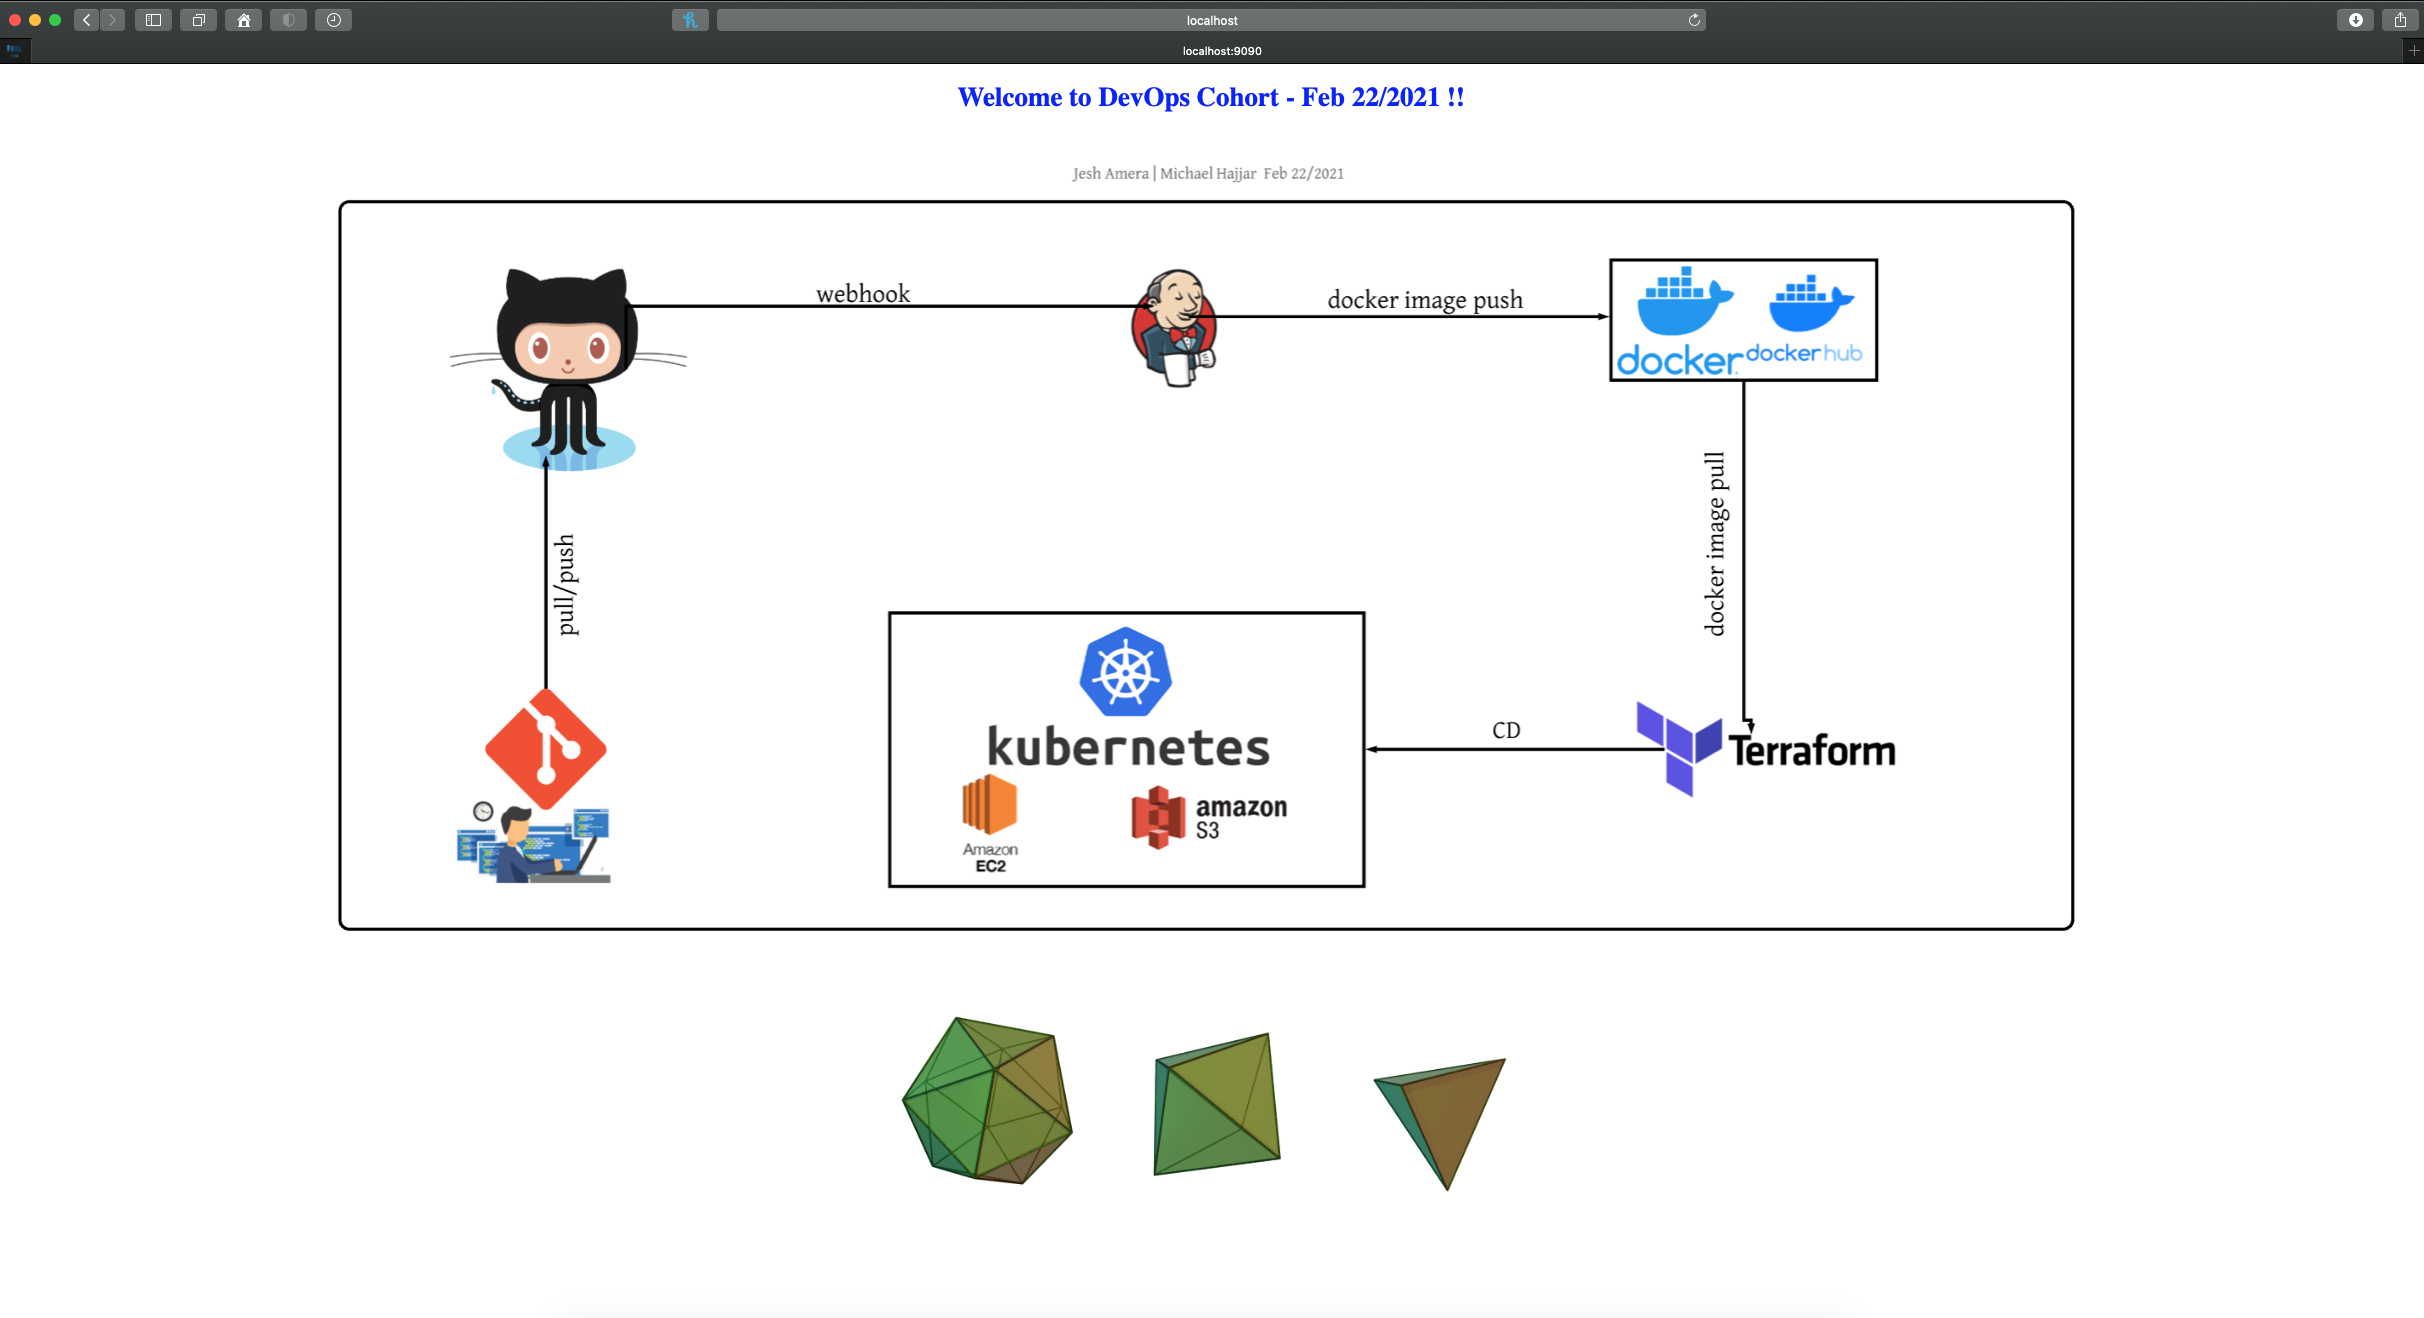 localhost
localhost:9090
Welcome to DevOps Cohort - Feb 22/2021 !!
Jesh Amera | Michael Hajjar Feb 22/2021
webhook
docker image push
docker
docker hub
docker image pull
pull/push
kubernetes
CD
Terraform
amazon
S3
Amazon
EC2